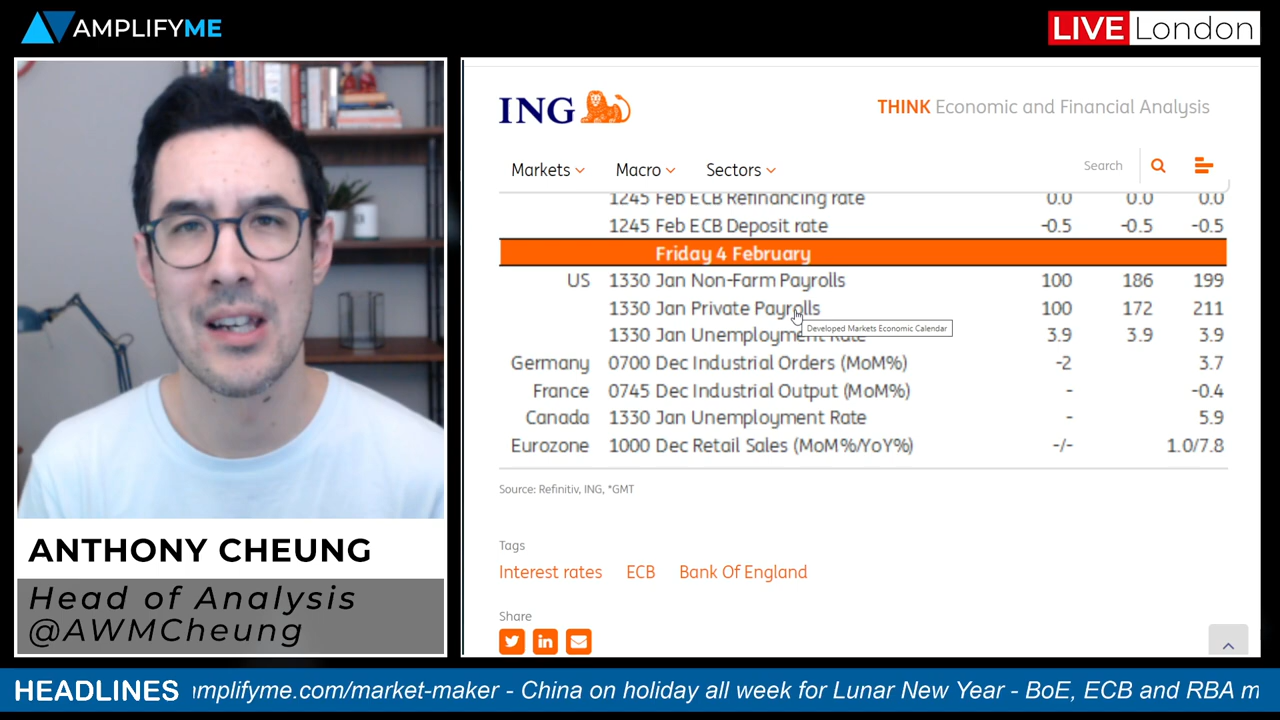 AMPLIFYME
LIVE London
ING
THINK Economic and Financial Analysis
Markets Macro Sectors Search
1245 Feb ECB Refinancing rate 0.0 0.0 0.0
1245 Feb ECB Deposit rate -0.5 -0.5 -0.5
Friday 4 February
US 1330 Jan Non-Farm Payrolls 100 186 199
1330 Jan Private Payrolls 100 172 211
Developed Markets Economic Calendar
1330 Jan Unemployment Rate 3.9 3.9 3.9
Germany 0700 Dec Industrial Orders (MoM%) -2 3.7
France 0745 Dec Industrial Output (MoM%) - -0.4
Canada 1330 Jan Unemployment Rate - 5.9
Eurozone 1000 Dec Retail Sales (MoM%/YoY%) -/- 1.0/7.8
Source: Refinitiv, ING, *GMT
Tags
Interest rates ECB Bank Of England
Share
ANTHONY CHEUNG
Head of Analysis
@AWMCheung
HEADLINES mplifyme.com/market-maker - China on holiday all week for Lunar New Year - BoE, ECB and RBA m